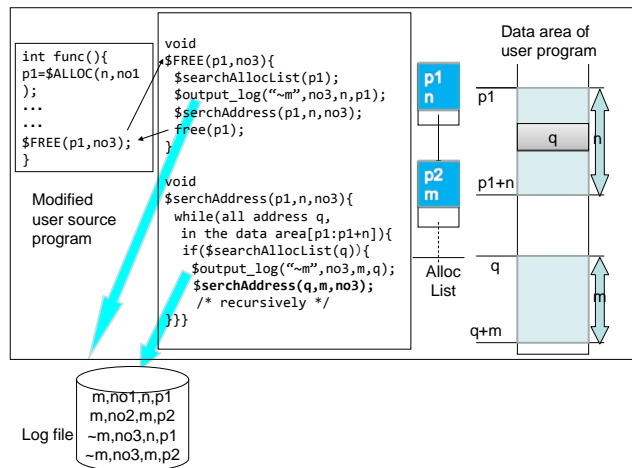 int func(){
p1=$ALLOC(n,no1
);
...
...
$FREE(p1,no3);
}
Modified
user source
program
void
$FREE(p1,no3){
$searchAllocList(p1);
$output_log(“~m”,no3,n,p1);
$serchAddress(p1,n,no3);
free(p1);
}
void
$serchAddress(p1,n,no3){
while(all address q,
in the data area[p1:p1+n]){
if($searchAllocList(q)){
$output_log(“~m”,no3,m,q);
$serchAddress(q,m,no3);
/* recursively */
}}}
p1
n
p2
m
Alloc
List
Data area of
user program
p1
q
n
p1+n
q
m
q+m
Log file
m,no1,n,p1
m,no2,m,p2
~m,no3,n,p1
~m,no3,m,p2